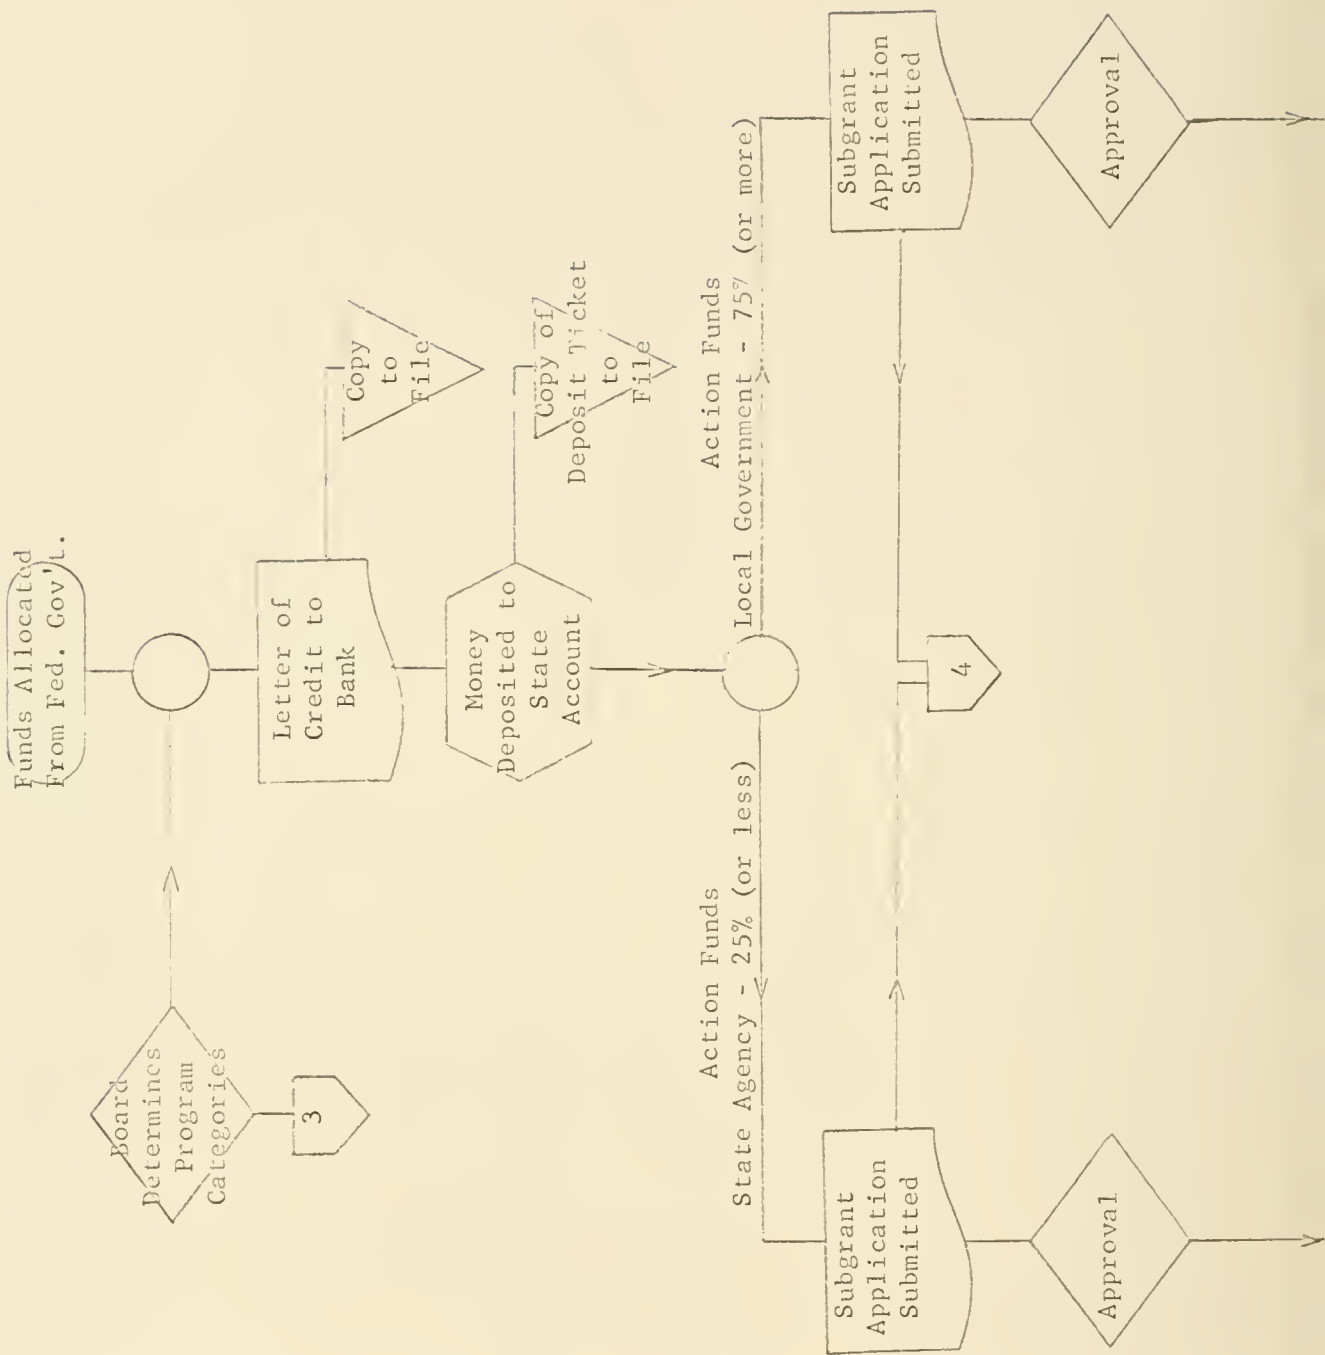 Funds Allocated
From Fed. Gov't.
Board
Determines
Program
Categories
3
Letter of
Credit to
Bank
Copy
to
File
Money
Deposited to
State
Account
Copy of
Deposit Ticket
to
File
Action Funds
State Agency - 25% (or less)
Action Funds
Local Government - 75% (or more)
Subgrant
Application
Submitted
4
Subgrant
Application
Submitted
Approval
Approval